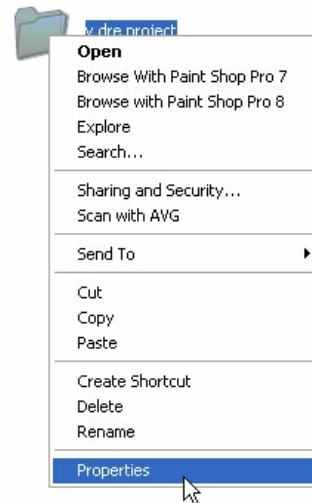 y dre project
Open
Browse With Paint Shop Pro 7
Browse with Paint Shop Pro 8
Explore
Search...
Sharing and Security...
Scan with AVG
Send To
Cut
Copy
Paste
Create Shortcut
Delete
Rename
Properties